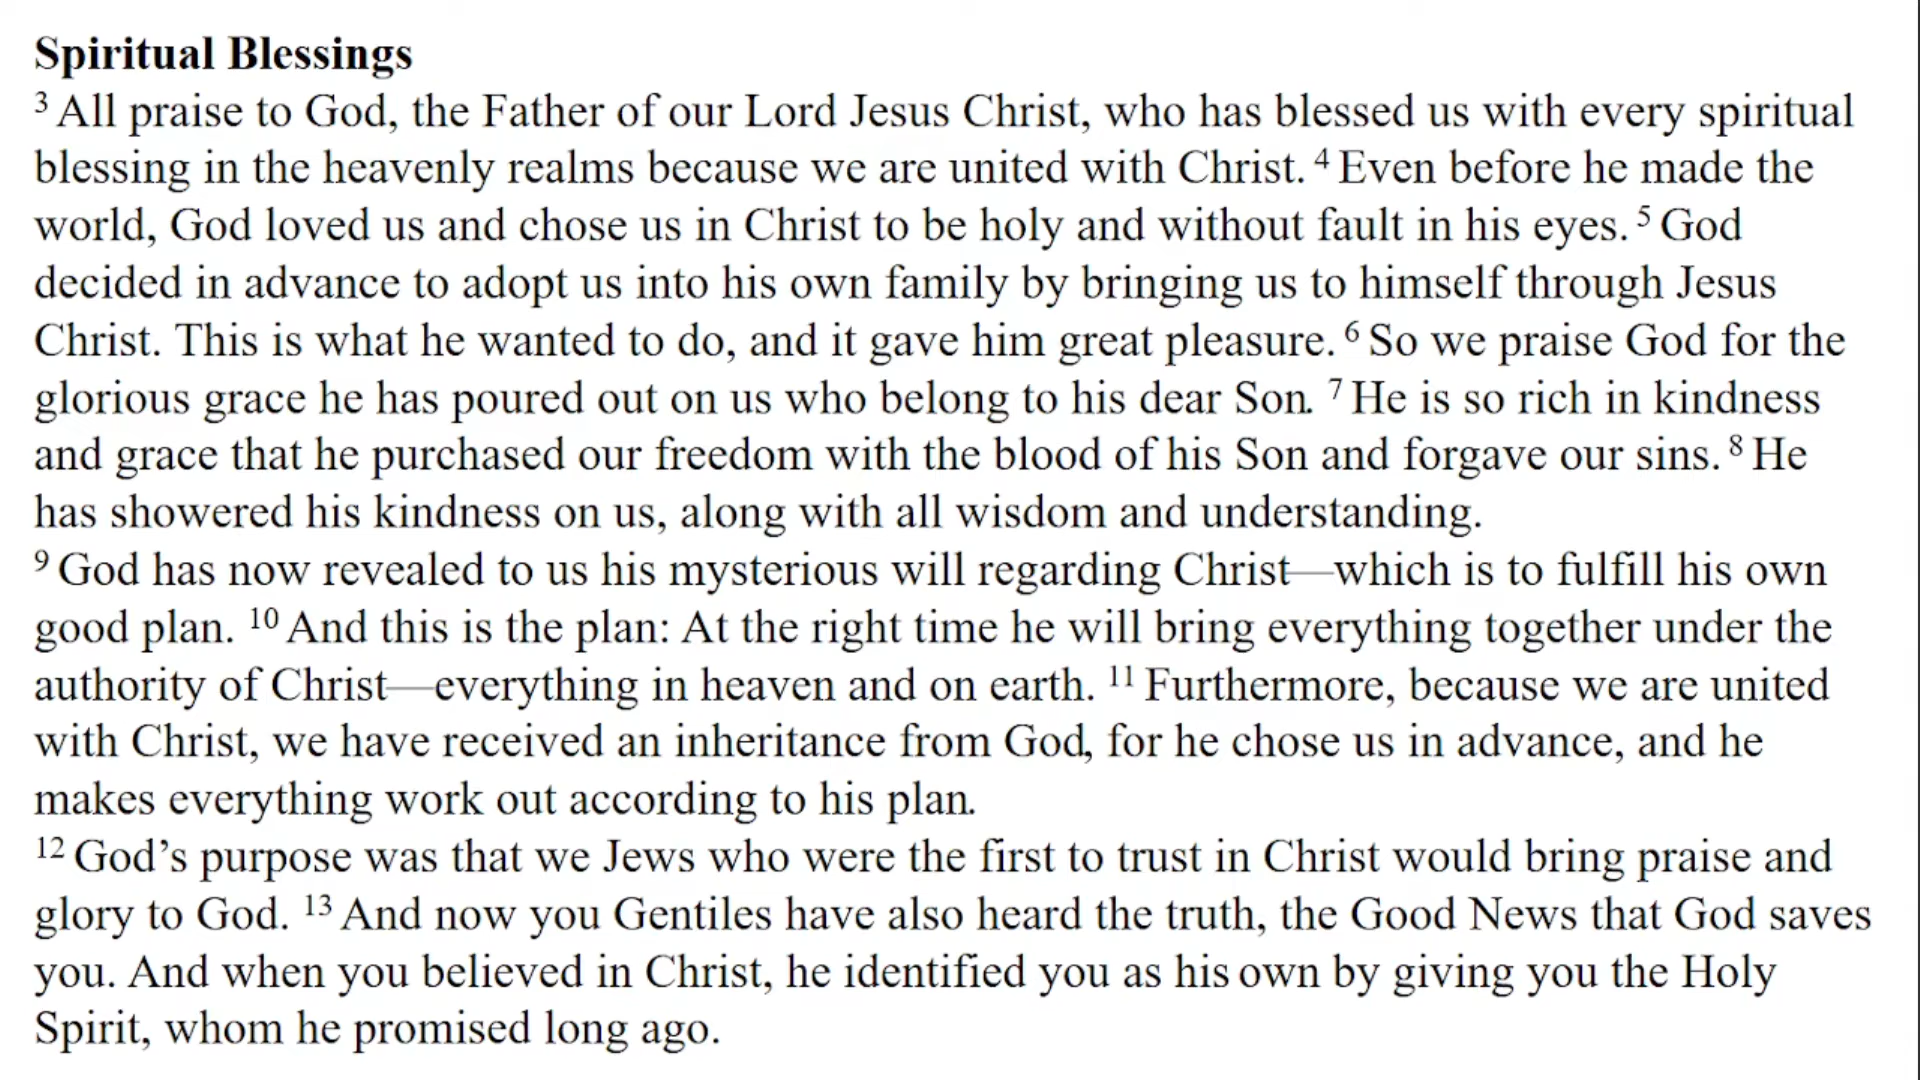 Spiritual Blessings
3 All praise to God, the Father of our Lord Jesus Christ, who has blessed us with every spiritual
blessing in the heavenly realms because we are united with Christ. 4 Even before he made the
world, God loved us and chose us in Christ to be holy and without fault in his eyes. 5 God
decided in advance to adopt us into his own family by bringing us to himself through Jesus
Christ. This is what he wanted to do, and it gave him great pleasure. 6 So we praise God for the
glorious grace he has poured out on us who belong to his dear Son. 7 He is so rich in kindness
and grace that he purchased our freedom with the blood of his Son and forgave our sins. 8 He
has showered his kindness on us, along with all wisdom and understanding.
9 God has now revealed to us his mysterious will regarding Christ—which is to fulfill his own
good plan. 10 And this is the plan: At the right time he will bring everything together under the
authority of Christ—everything in heaven and on earth. 11 Furthermore, because we are united
with Christ, we have received an inheritance from God, for he chose us in advance, and he
makes everything work out according to his plan.
12 God’s purpose was that we Jews who were the first to trust in Christ would bring praise and
glory to God. 13 And now you Gentiles have also heard the truth, the Good News that God saves
you. And when you believed in Christ, he identified you as his own by giving you the Holy
Spirit, whom he promised long ago.